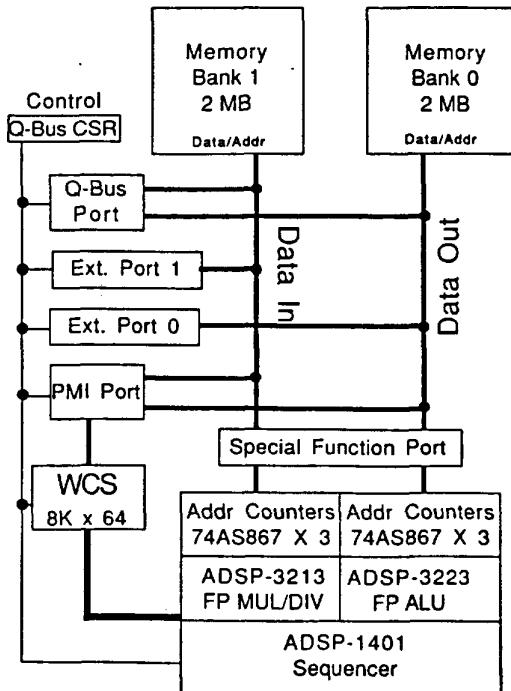 Memory
Bank 1
2 MB
Data/Addr
Memory
Bank 0
2 MB
Data/Addr
Control
Q-Bus CSR
Q-Bus
Port
Ext. Port 1
Ext. Port 0
PMI Port
Data In
Data Out
Special Function Port
WCS
8K x 64
Addr Counters
74AS867 X 3
Addr Counters
74AS867 X 3
ADSP-3213
FP MUL/DIV
ADSP-3223
FP ALU
ADSP-1401
Sequencer